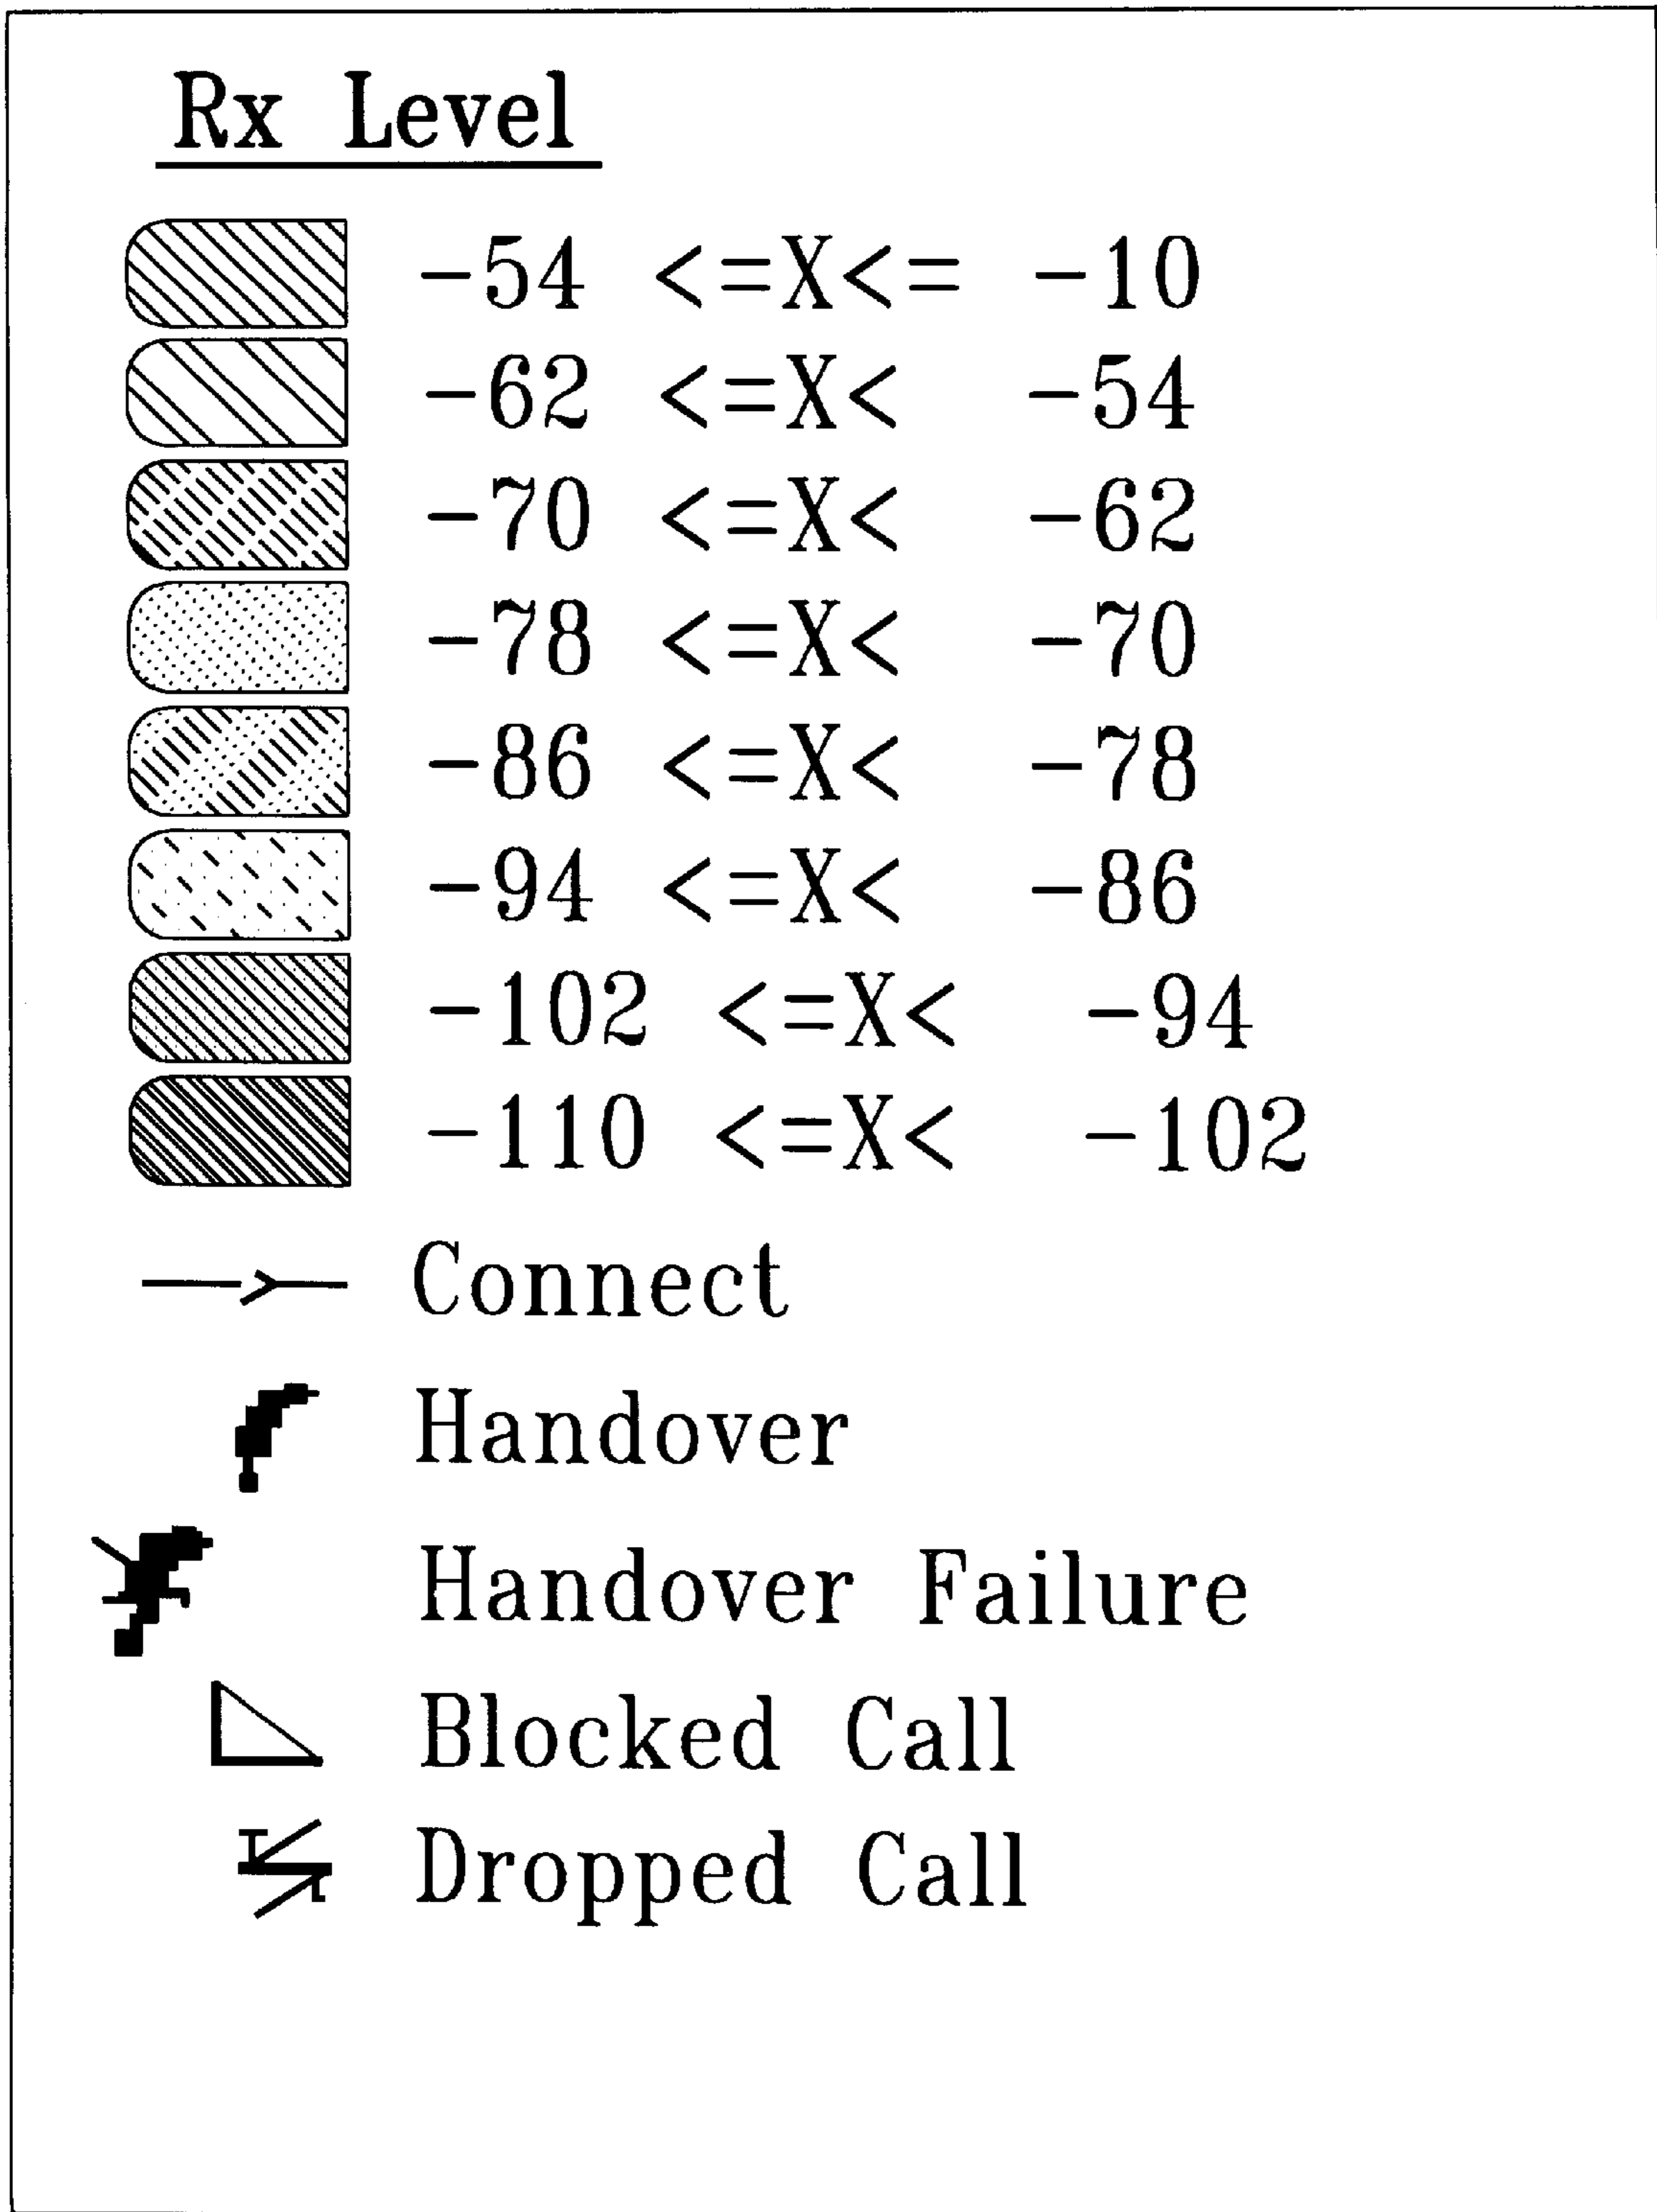 Rx Level
-54 <=X<= -10
-62 <=X< -54
-70 <=X< -62
-78 <=X< -70
-86 <=X< -78
-94 <=X< -86
-102 <=X< -94
-110 <=X< -102
Connect
Handover
Handover Failure
Blocked Call
Dropped Call